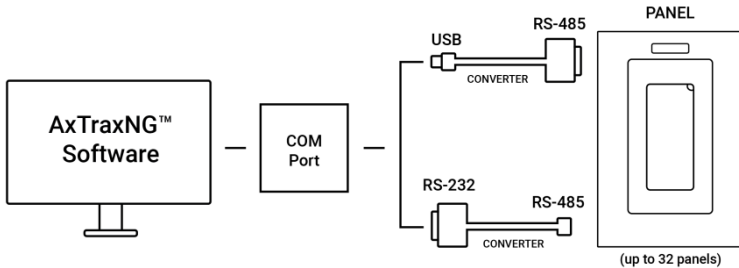 AxTraxNG™
Software
COM
Port
USB
RS-485
CONVERTER
RS-232
RS-485
CONVERTER
PANEL
(up to 32 panels)